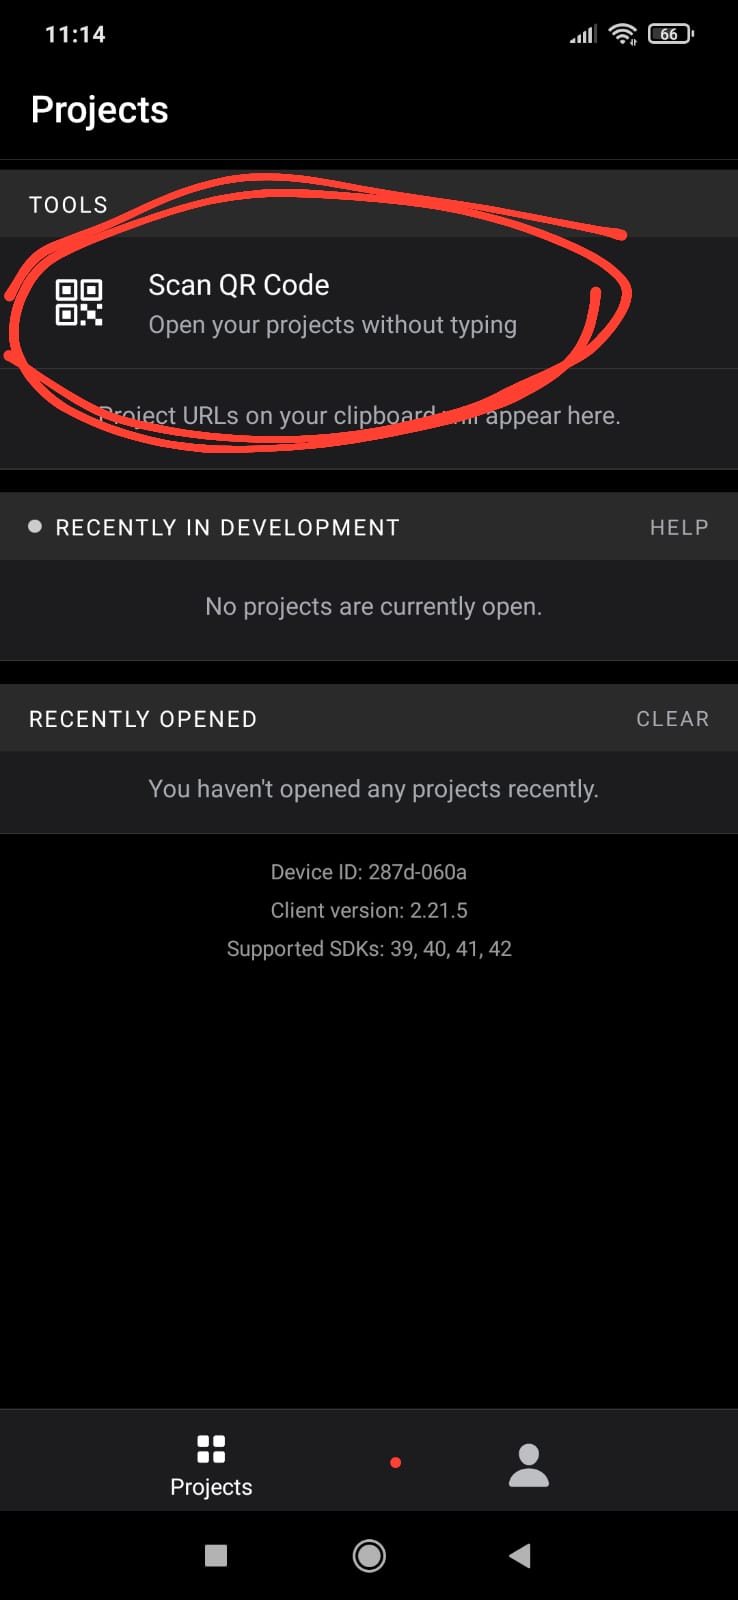 11:14
66
Projects
TOOLS
Scan QR Code
Open your projects without typing
Project URLs on your clipboard will appear here.
RECENTLY IN DEVELOPMENT
HELP
No projects are currently open.
RECENTLY OPENED
CLEAR
You haven't opened any projects recently.
Device ID: 287d-060a
Client version: 2.21.5
Supported SDKs: 39, 40, 41, 42
Projects